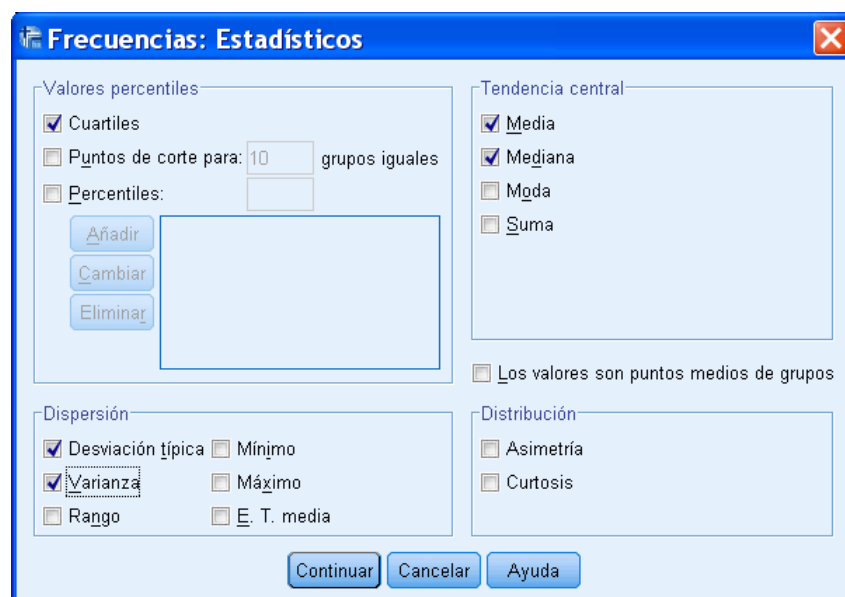 Frecuencias: Estadísticos
Valores percentiles
Cuartiles
Puntos de corte para: 10 grupos iguales
Percentiles:
Añadir
Cambiar
Eliminar
Tendencia central
Media
Mediana
Moda
Suma
Los valores son puntos medios de grupos
Dispersión
Desviación típica Mínimo
Varianza Máximo
Rango E. T. media
Distribución
Asimetría
Curtosis
Continuar Cancelar Ayuda